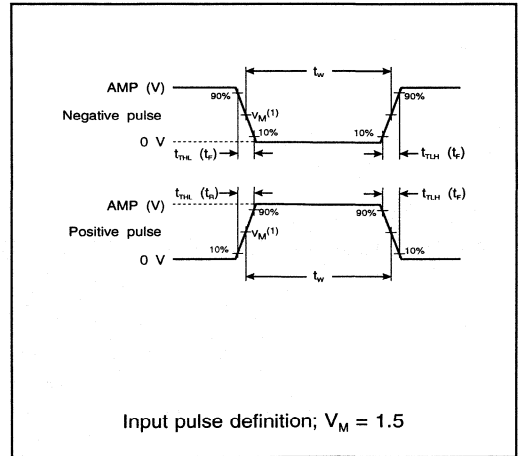 t_w
AMP (V)
90%
90%
Negative pulse
V_M(1)
10%
10%
0 V
t_THL (t_F)
t_TLH (t_F)
t_THL (t_R)
t_TLH (t_F)
AMP (V)
90%
90%
Positive pulse
V_M(1)
10%
10%
0 V
t_w
Input pulse definition; V_M = 1.5